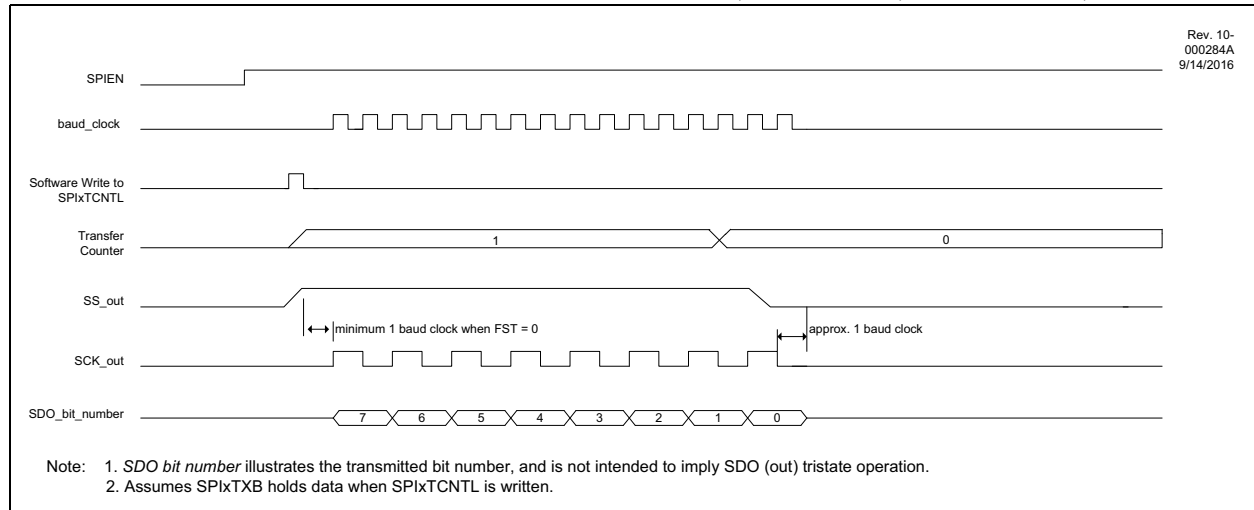 Rev. 10-
000284A
9/14/2016
SPIEN
baud_clock
Software Write to
SPIxTCNTL
Transfer
Counter
1
0
SS_out
minimum 1 baud clock when FST = 0
approx. 1 baud clock
SCK_out
SDO_bit_number
7 6 5 4 3 2 1 0
Note: 1. SDO bit number illustrates the transmitted bit number, and is not intended to imply SDO (out) tristate operation.
2. Assumes SPIxTXB holds data when SPIxTCNTL is written.